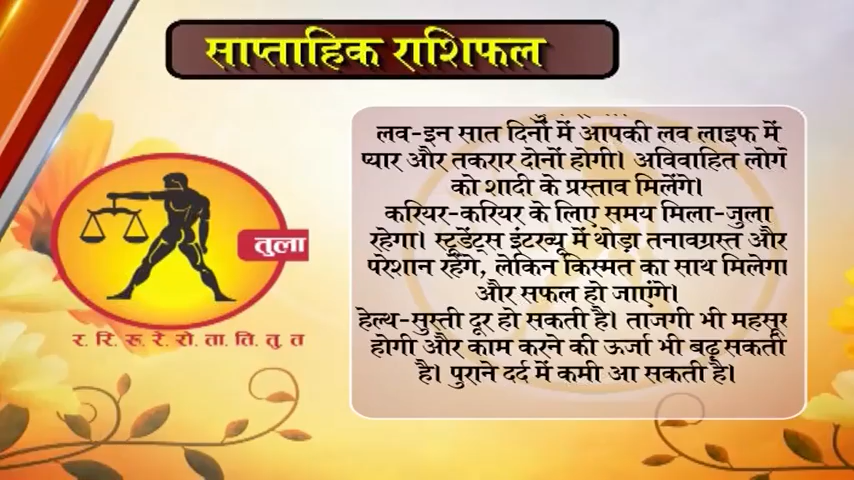 साप्ताहिक राशिफल
लव-इन सात दिनों में आपकी लव लाइफ में
प्यार और तकरार दोनों होगी। अविवाहित लोगों
को शादी के प्रस्ताव मिलेंगे।
करियर-करियर के लिए समय मिला-जुला
रहेगा। स्टूडेंट्स इंटरव्यू में थोड़ा तनावग्रस्त और
परेशान रहेंगे, लेकिन किस्मत का साथ मिलेगा
और सफल हो जाएंगे।
हेल्थ-सुस्ती दूर हो सकती है। ताजगी भी महसूस
होगी और काम करने की ऊर्जा भी बढ़ सकती
है। पुराने दर्द में कमी आ सकती है।
तुला
र. रि. रू. रे. रो. ता. ति. तु. त